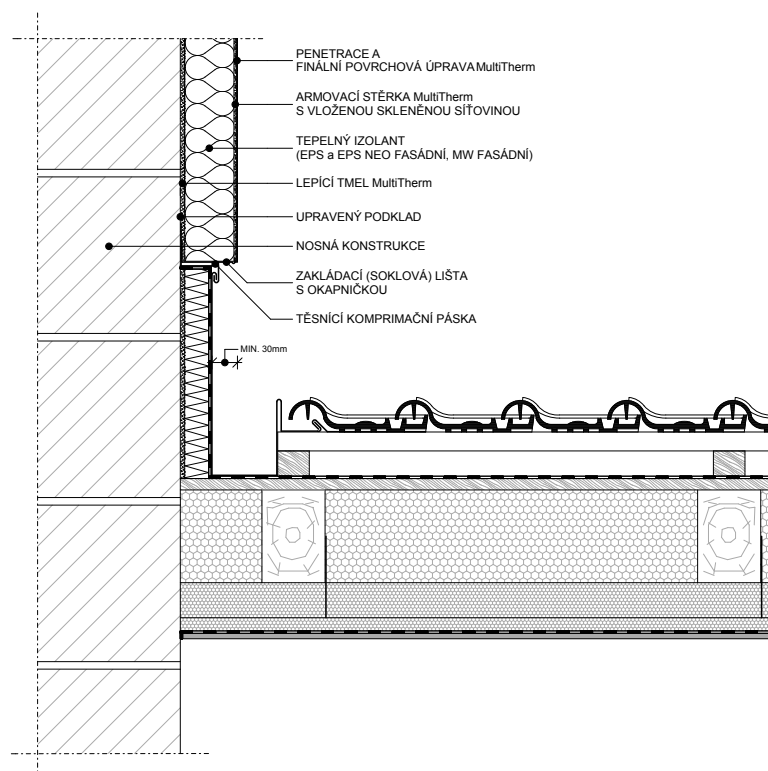 PENETRACE A
FINÁLNÍ POVRCHOVÁ ÚPRAVA MultiTherm
ARMOVACÍ STĚRKA MultiTherm
S VLOŽENOU SKLENĚNOU SÍŤOVINOU
TEPELNÝ IZOLANT
(EPS a EPS NEO FASÁDNÍ, MW FASÁDNÍ)
LEPÍCÍ TMEL MultiTherm
UPRAVENÝ PODKLAD
NOSNÁ KONSTRUKCE
ZAKLÁDACÍ (SOKLOVÁ) LIŠTA
S OKAPNIČKOU
TĚSNÍCÍ KOMPRIMAČNÍ PÁSKA
MIN. 30mm